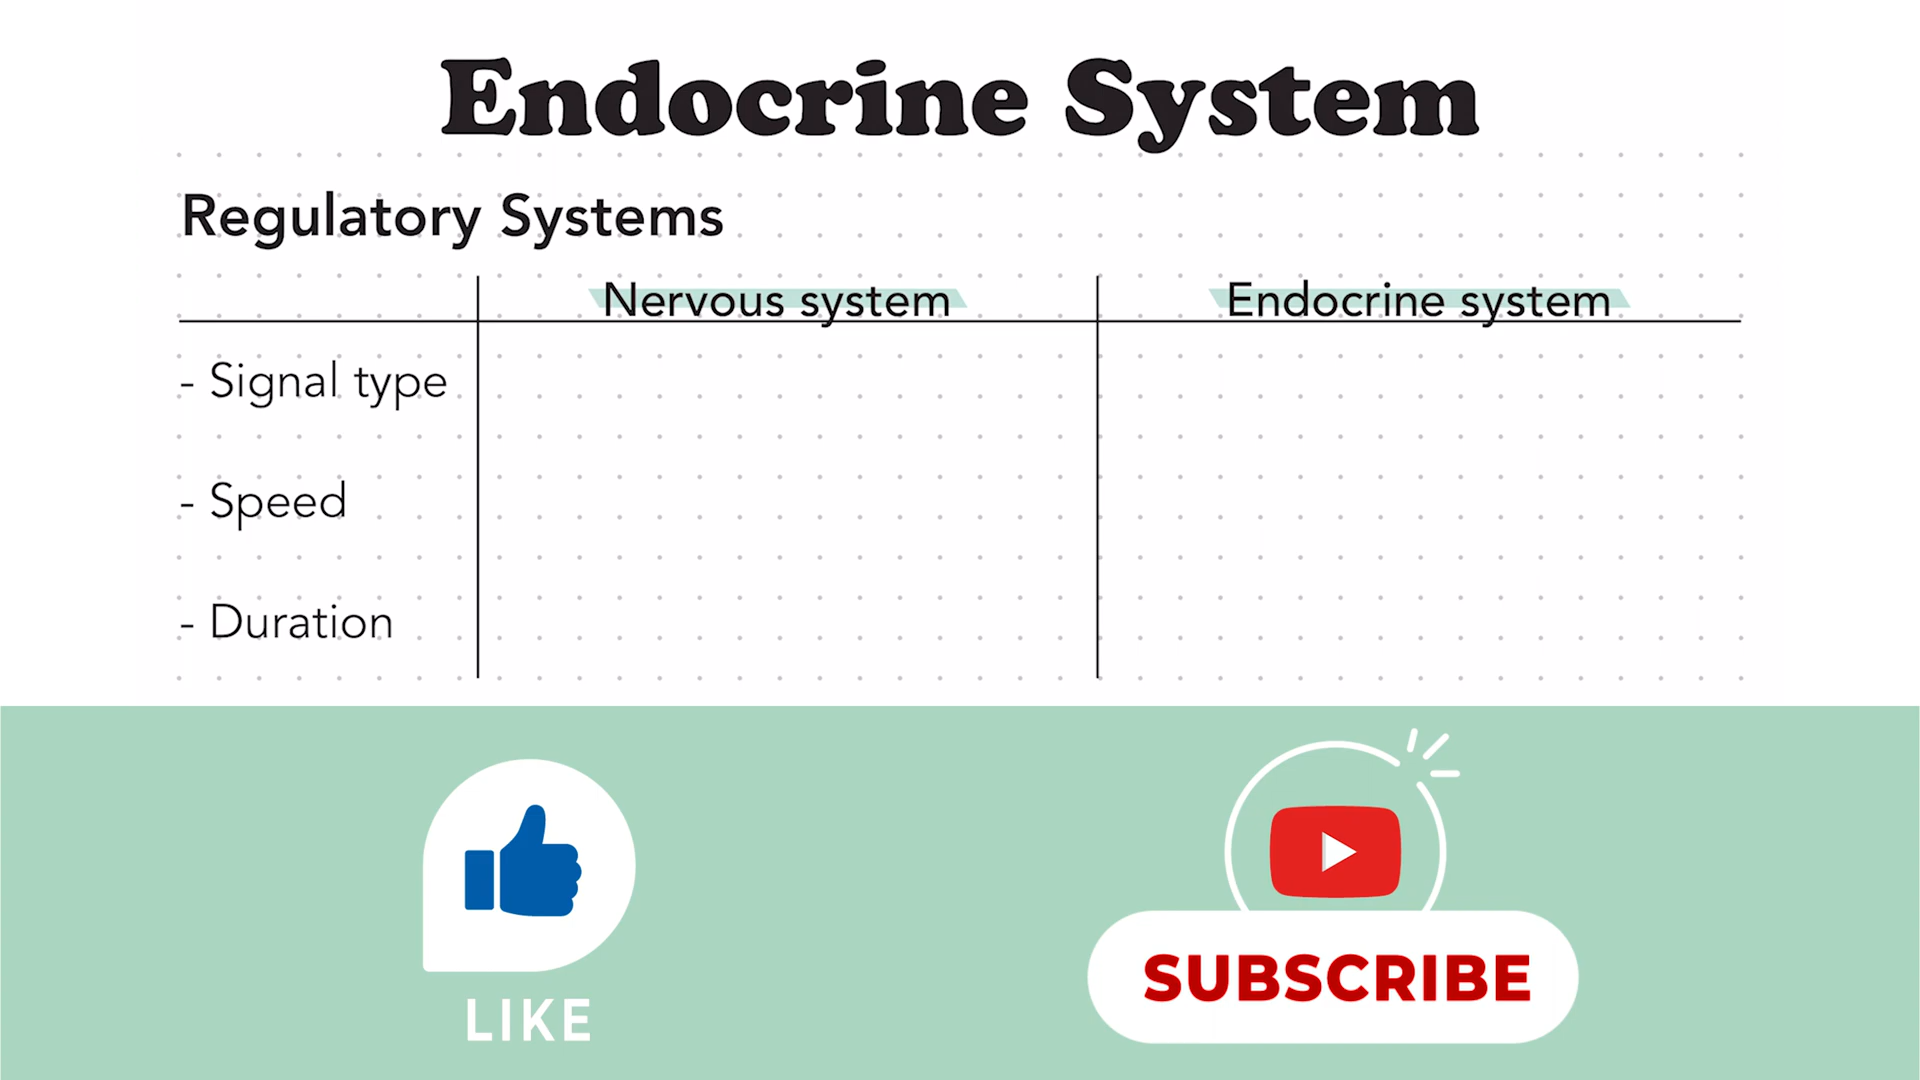 Endocrine System
Regulatory Systems
Nervous system Endocrine system
- Signal type
- Speed
- Duration
LIKE
SUBSCRIBE